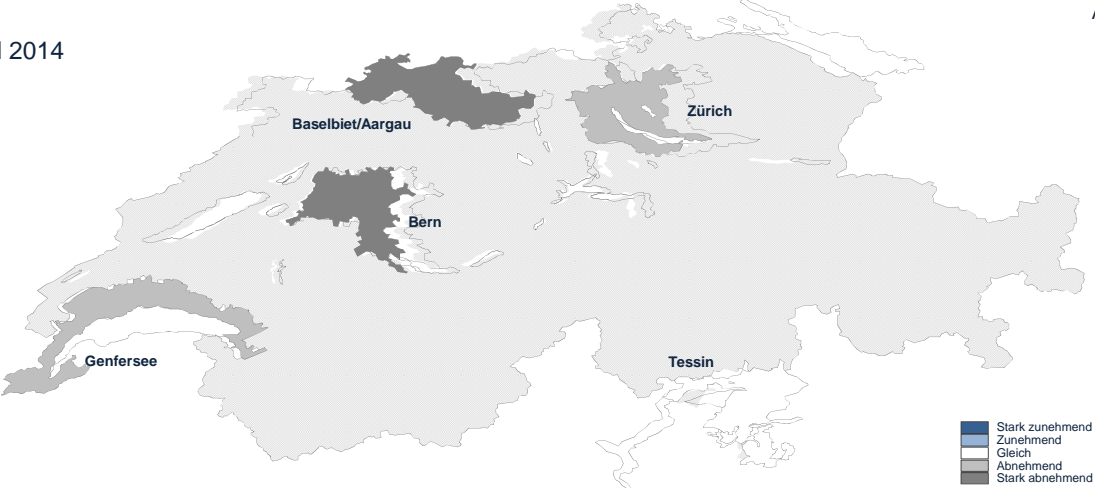 2014
Zürich
Baselbiet/Aargau
Bern
Genfersee
Tessin
Stark zunehmend
Zunehmend
Gleich
Abnehmend
Stark abnehmend